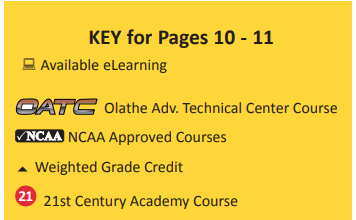 KEY for Pages 10 - 11
Available eLearning
OATC Olathe Adv. Technical Center Course
NCAA NCAA Approved Courses
Weighted Grade Credit
21 21st Century Academy Course